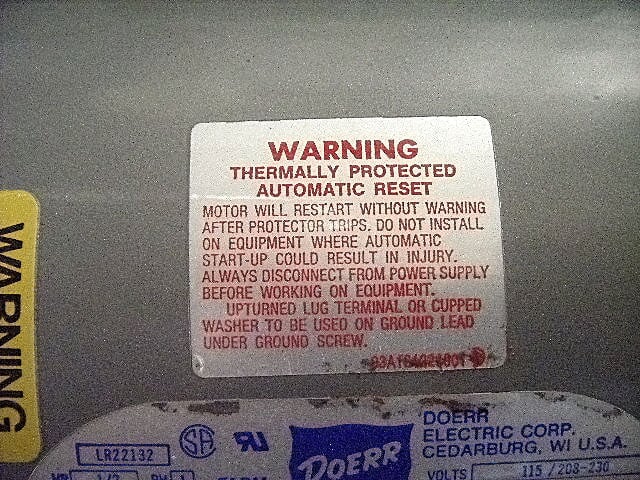 WARNING
THERMALLY PROTECTED
AUTOMATIC RESET
MOTOR WILL RESTART WITHOUT WARNING
AFTER PROTECTOR TRIPS. DO NOT INSTALL
ON EQUIPMENT WHERE AUTOMATIC
START-UP COULD RESULT IN INJURY.
ALWAYS DISCONNECT FROM POWER SUPPLY
BEFORE WORKING ON EQUIPMENT.
UPTURNED LUG TERMINAL OR CUPPED
WASHER TO BE USED ON GROUND LEAD
UNDER GROUND SCREW.
WARNING
LR22132
DOERR
DOERR
ELECTRIC CORP.
CEDARBURG, WI U.S.A.
VOLTS 115/208-230